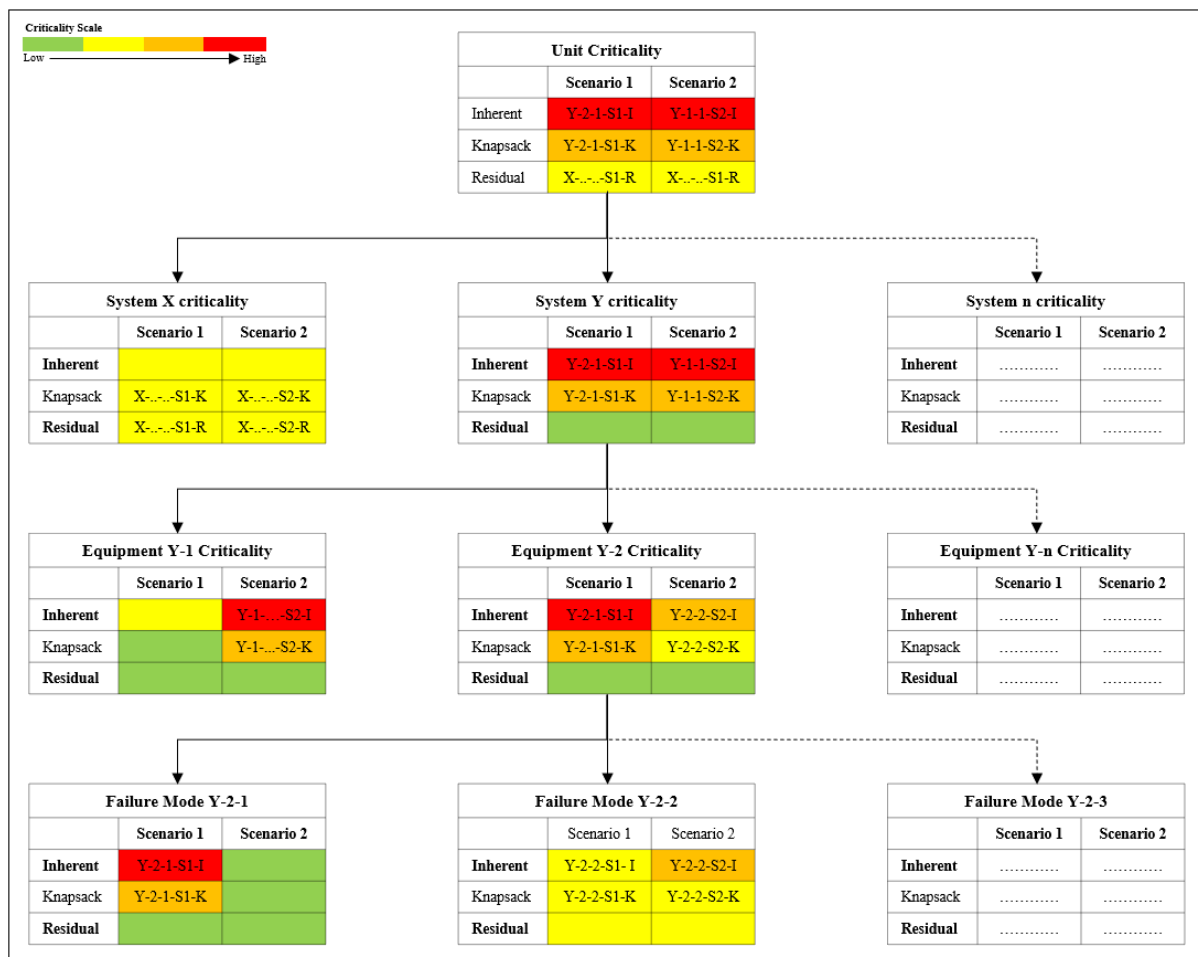 Criticality Scale
Low High
Unit Criticality
Scenario 1 Scenario 2
Inherent Y-2-1-S1-I Y-1-1-S2-I
Knapsack Y-2-1-S1-K Y-1-1-S2-K
Residual X-..-..-S1-R X-..-..-S1-R
System X criticality System Y criticality System n criticality
Scenario 1 Scenario 2 Scenario 1 Scenario 2 Scenario 1 Scenario 2
Inherent Inherent Y-2-1-S1-I Y-1-1-S2-I Inherent ............ ............
Knapsack X-..-..-S1-K X-..-..-S2-K Knapsack Y-2-1-S1-K Y-1-1-S2-K Knapsack ............ ............
Residual X-..-..-S1-R X-..-..-S2-R Residual Residual ............ ............
Equipment Y-1 Criticality Equipment Y-2 Criticality Equipment Y-n Criticality
Scenario 1 Scenario 2 Scenario 1 Scenario 2 Scenario 1 Scenario 2
Inherent Y-1-...-S2-I Inherent Y-2-1-S1-I Y-2-2-S2-I Inherent ............ ............
Knapsack Y-1-...-S2-K Knapsack Y-2-1-S1-K Y-2-2-S2-K Knapsack ............ ............
Residual Residual Residual ............ ............
Failure Mode Y-2-1 Failure Mode Y-2-2 Failure Mode Y-2-3
Scenario 1 Scenario 2 Scenario 1 Scenario 2 Scenario 1 Scenario 2
Inherent Y-2-1-S1-I Inherent Y-2-2-S1- I Y-2-2-S2-I Inherent ............ ............
Knapsack Y-2-1-S1-K Knapsack Y-2-2-S1-K Y-2-2-S2-K Knapsack ............ ............
Residual Residual Residual ............ ............